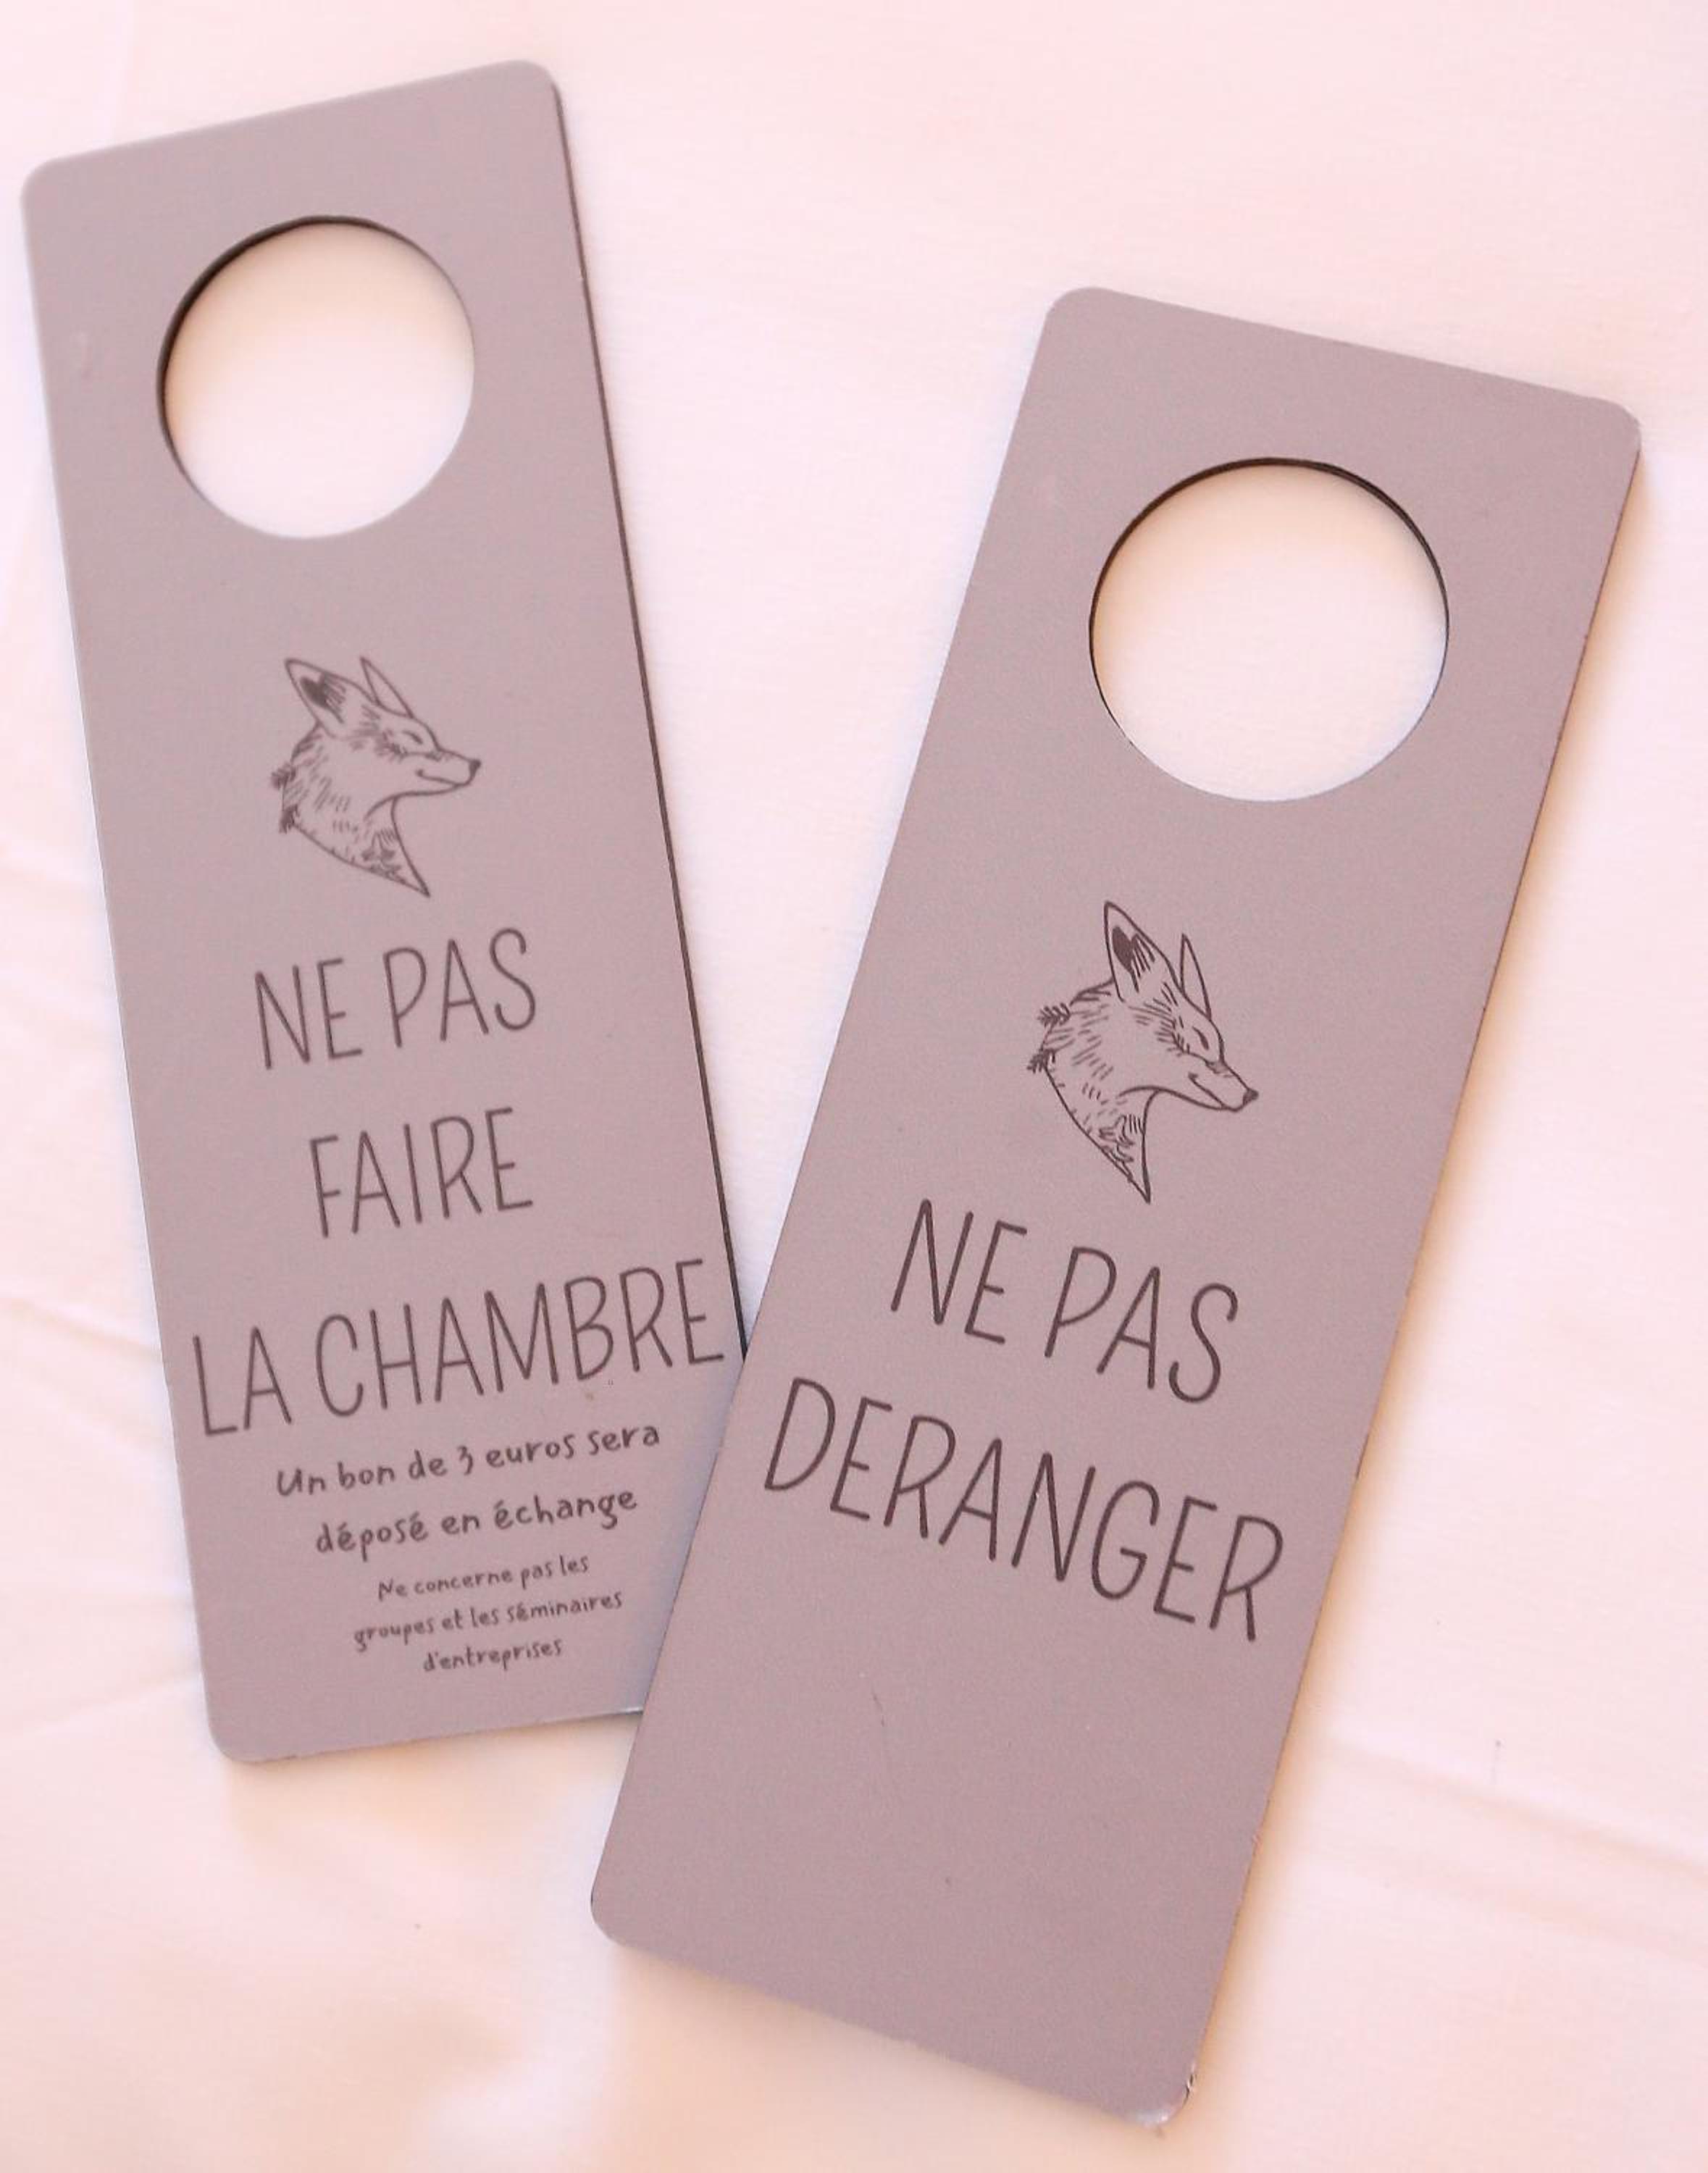 NE PAS
FAIRE
LA CHAMBRE
Un bon de 3 euros sera
déposé en échange
Ne concerne pas les
groupes et les séminaires
d'entreprises
NE PAS
DERANGER